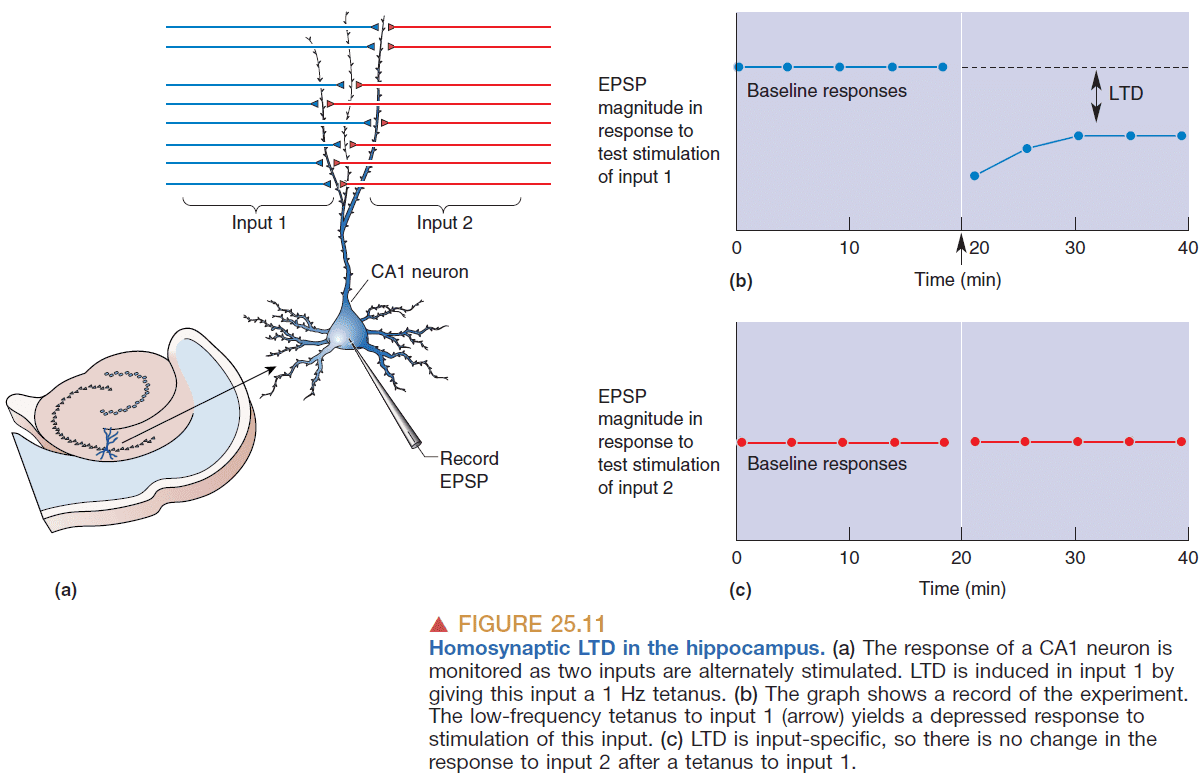 Input 1
Input 2
CA1 neuron
Record
EPSP
(a)
EPSP
magnitude in
response to
test stimulation
of input 1
Baseline responses
LTD
0 10 20 30 40
Time (min)
(b)
EPSP
magnitude in
response to
test stimulation
of input 2
Baseline responses
0 10 20 30 40
Time (min)
(c)
▲ FIGURE 25.11
Homosynaptic LTD in the hippocampus. (a) The response of a CA1 neuron is
monitored as two inputs are alternately stimulated. LTD is induced in input 1 by
giving this input a 1 Hz tetanus. (b) The graph shows a record of the experiment.
The low-frequency tetanus to input 1 (arrow) yields a depressed response to
stimulation of this input. (c) LTD is input-specific, so there is no change in the
response to input 2 after a tetanus to input 1.